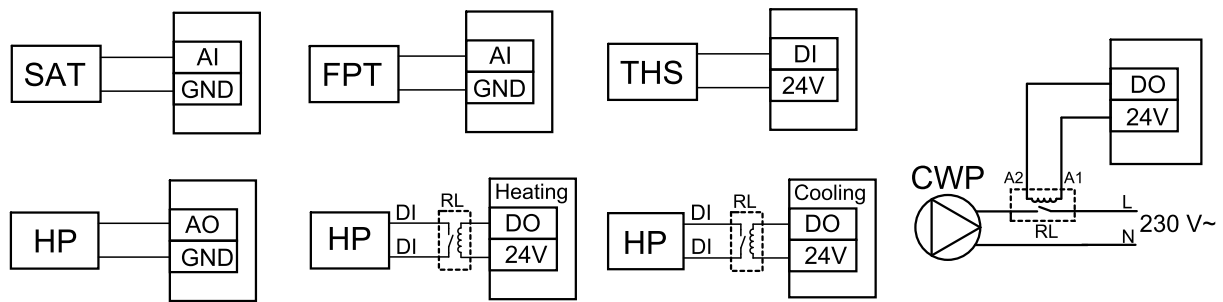 SAT
AI
GND
FPT
AI
GND
THS
DI
24V
DO
24V
CWP
A2
A1
RL
L
N
230 V~
HP
AO
GND
HP
DI
DI
RL
Heating
DO
24V
HP
DI
DI
RL
Cooling
DO
24V